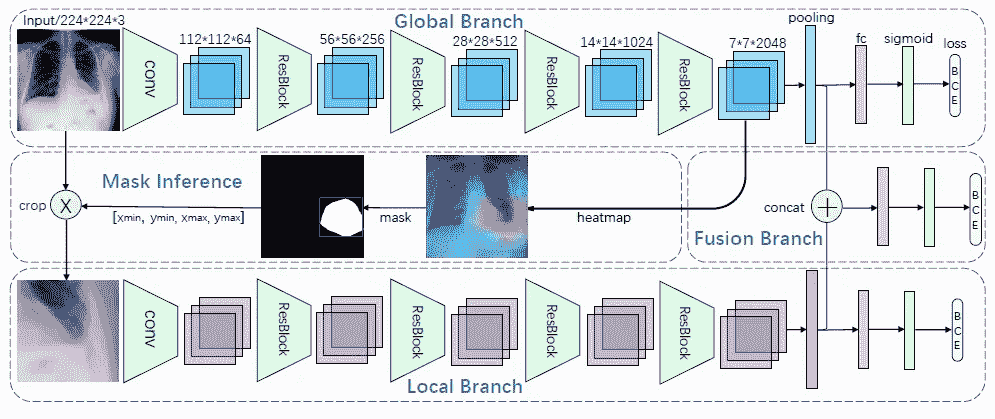 Input/224*224*3
Global Branch
pooling
112*112*64
56*56*256
28*28*512
14*14*1024
7*7*2048
fc
sigmoid
loss
conv
ResBlock
ResBlock
ResBlock
ResBlock
BCE
Mask Inference
crop
X
[xmin, ymin, xmax, ymax]
mask
heatmap
concat
+
Fusion Branch
BCE
conv
ResBlock
ResBlock
ResBlock
ResBlock
BCE
Local Branch